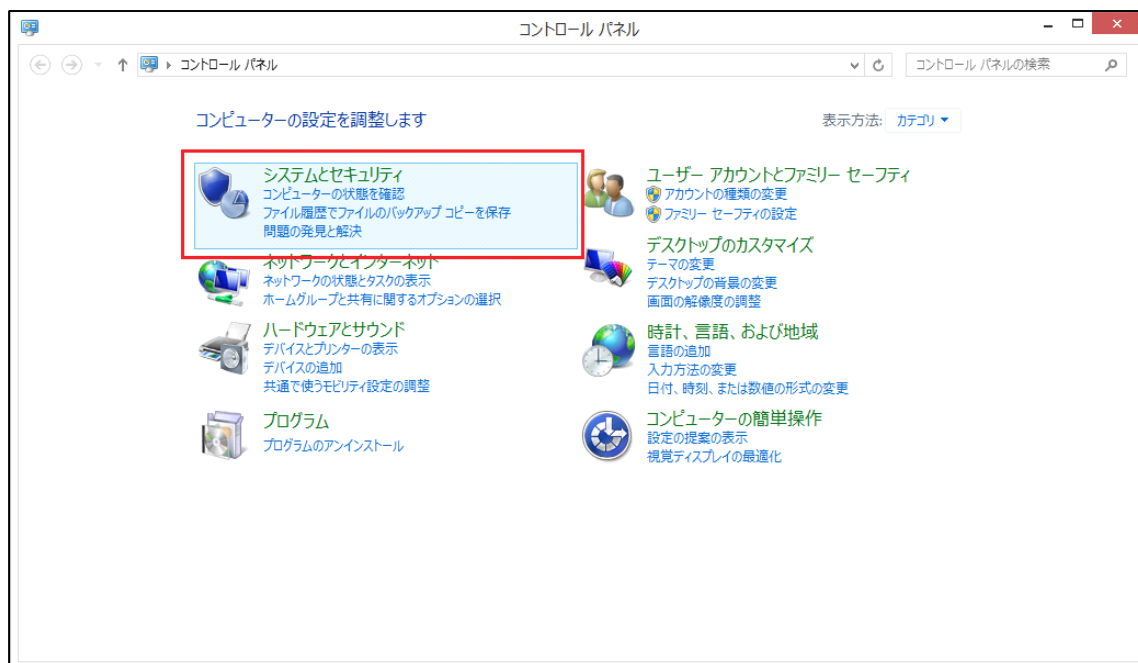 コントロール パネル
コントロール パネル
コントロール パネルの検索
コンピューターの設定を調整します
表示方法: カテゴリ
システムとセキュリティ
コンピューターの状態を確認
ファイル履歴でファイルのバックアップ コピーを保存
問題の発見と解決
ネットワークとインターネット
ネットワークの状態とタスクの表示
ホームグループと共有に関するオプションの選択
ハードウェアとサウンド
デバイスとプリンターの表示
デバイスの追加
共通で使うモビリティ設定の調整
プログラム
プログラムのアンインストール
ユーザー アカウントとファミリー セーフティ
アカウントの種類の変更
ファミリー セーフティの設定
デスクトップのカスタマイズ
テーマの変更
デスクトップの背景の変更
画面の解像度の調整
時計、言語、および地域
言語の追加
入力方法の変更
日付、時刻、または数値の形式の変更
コンピューターの簡単操作
設定の提案の表示
視覚ディスプレイの最適化